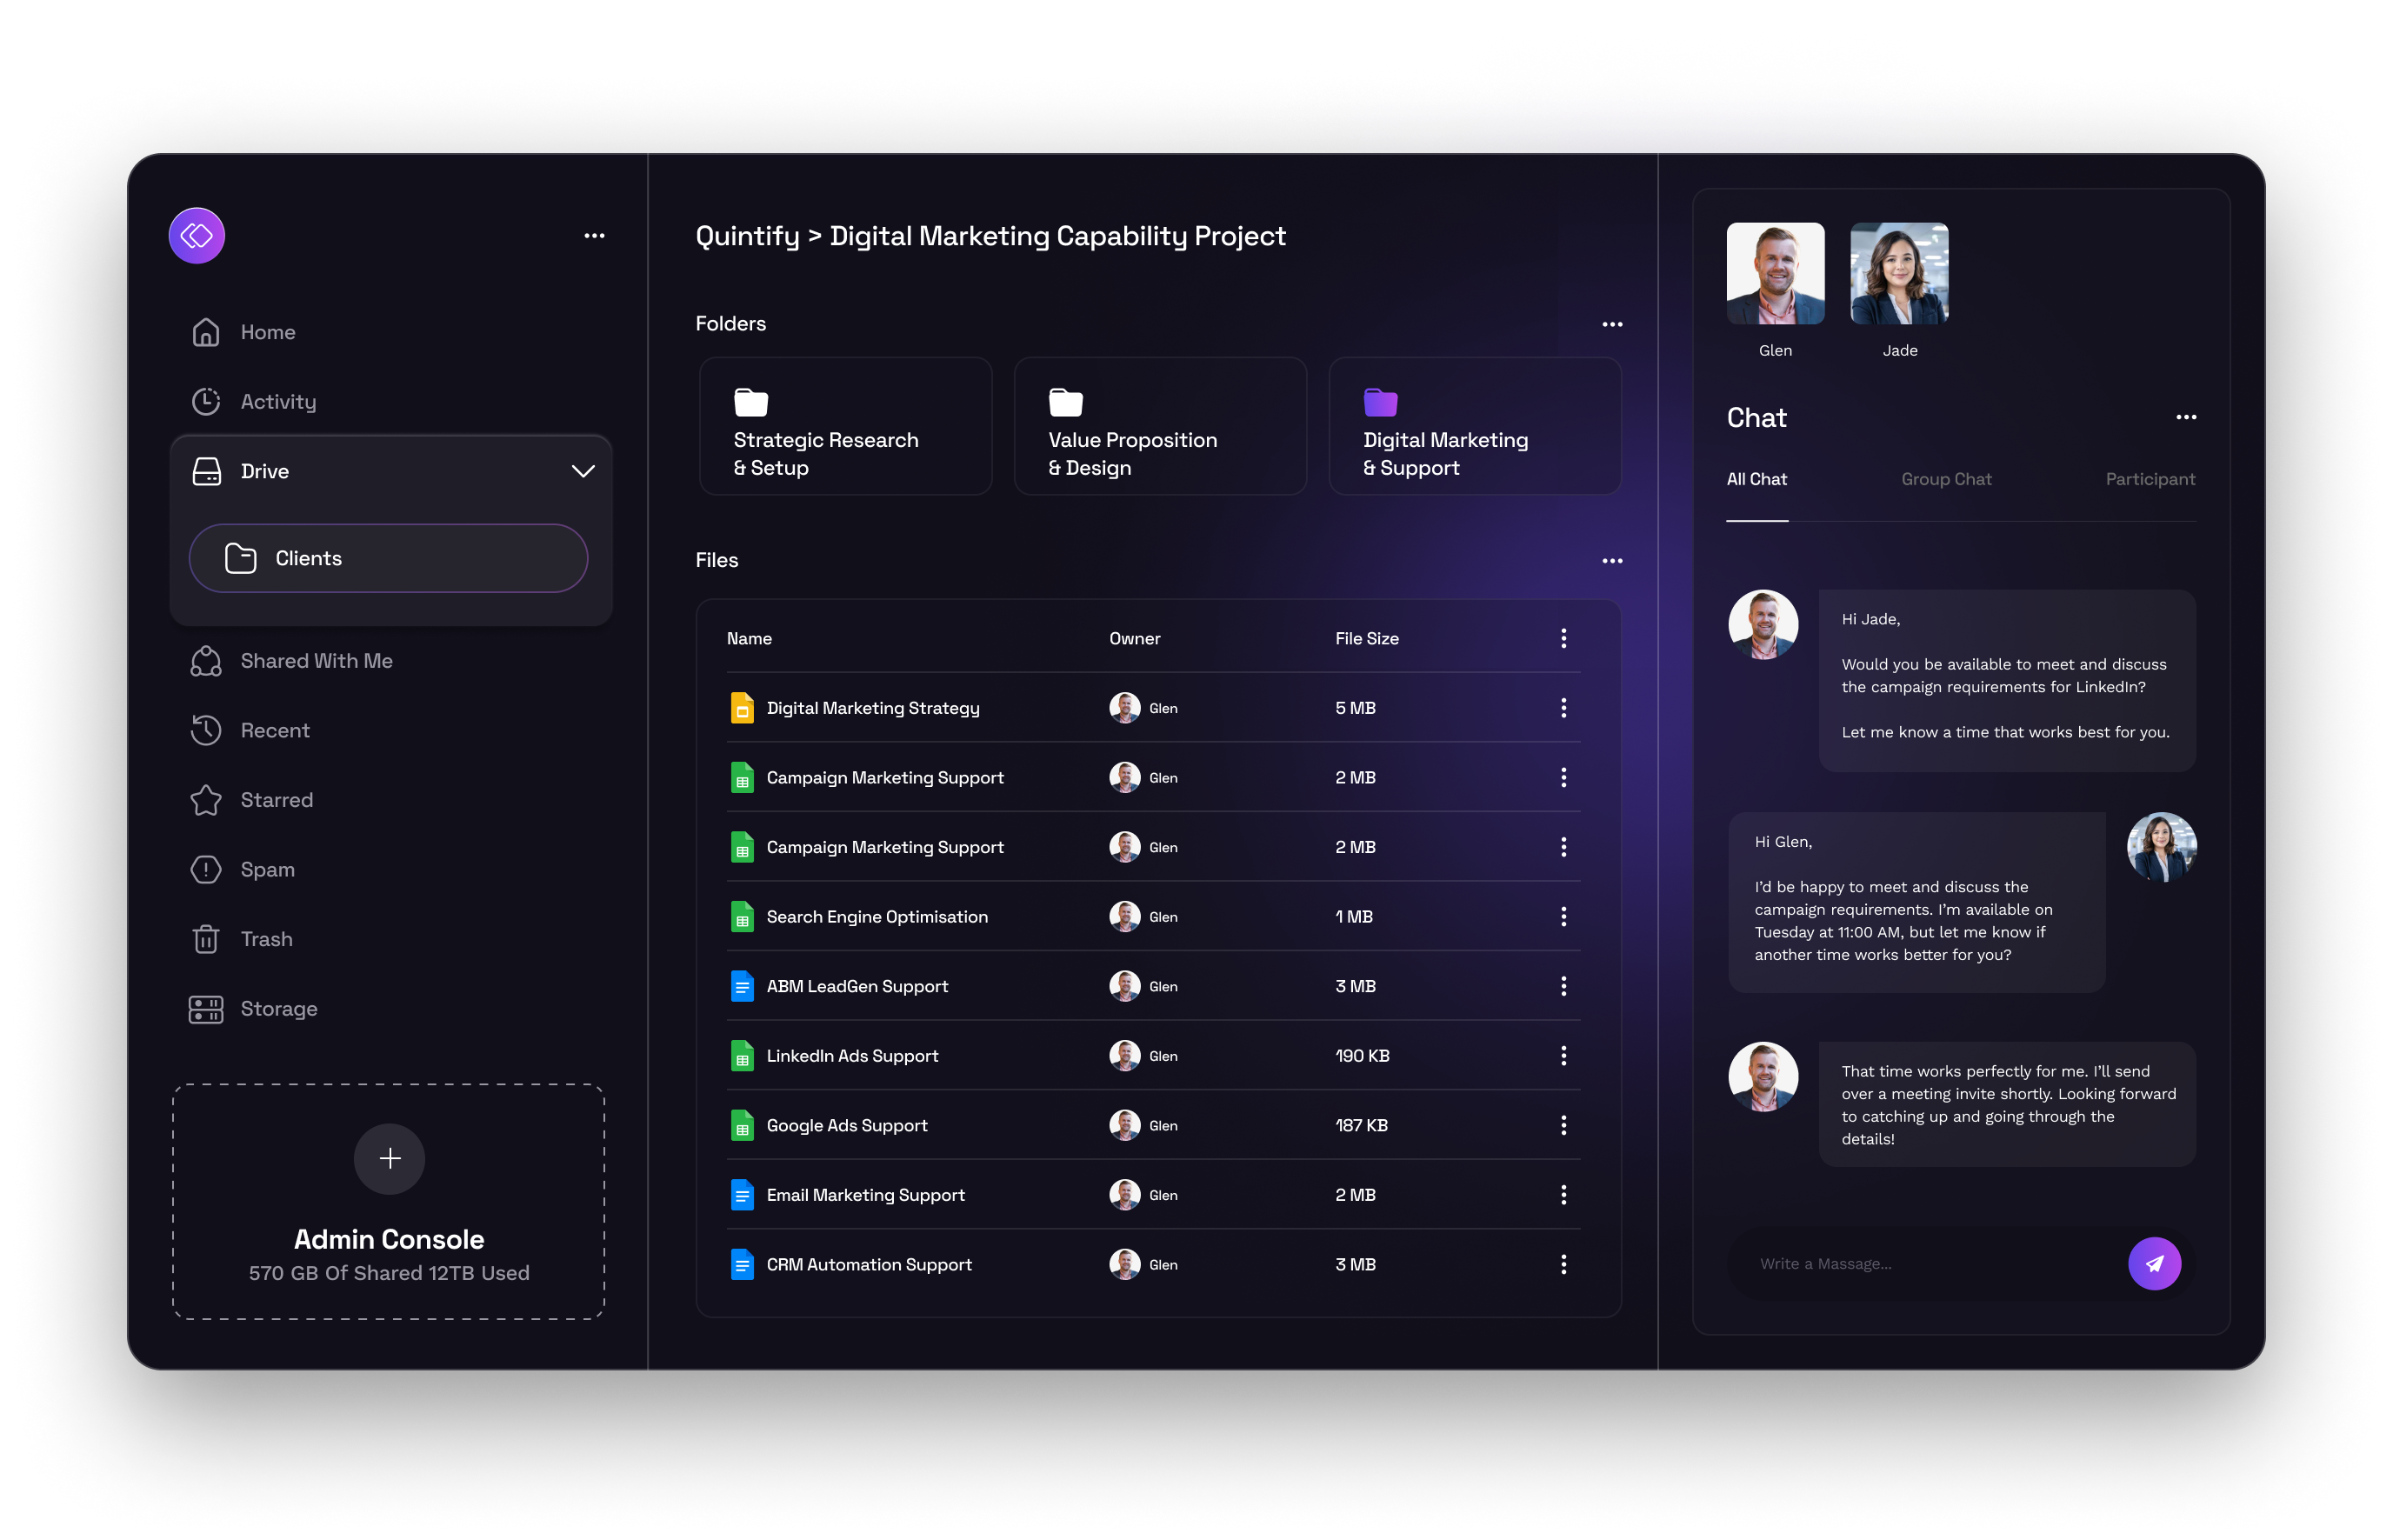 Home
Activity
Drive
Clients
Shared With Me
Recent
Starred
Spam
Trash
Storage
Admin Console
570 GB Of Shared 12TB Used
Quintify > Digital Marketing Capability Project
Folders
Strategic Research
& Setup
Value Proposition
& Design
Digital Marketing
& Support
Files
Name Owner File Size
Digital Marketing Strategy Glen 5 MB
Campaign Marketing Support Glen 2 MB
Campaign Marketing Support Glen 2 MB
Search Engine Optimisation Glen 1 MB
ABM LeadGen Support Glen 3 MB
LinkedIn Ads Support Glen 190 KB
Google Ads Support Glen 187 KB
Email Marketing Support Glen 2 MB
CRM Automation Support Glen 3 MB
Glen Jade
Chat
All Chat Group Chat Participant
Hi Jade,
Would you be available to meet and discuss
the campaign requirements for LinkedIn?
Let me know a time that works best for you.
Hi Glen,
I’d be happy to meet and discuss the
campaign requirements. I’m available on
Tuesday at 11:00 AM, but let me know if
another time works better for you?
That time works perfectly for me. I’ll send
over a meeting invite shortly. Looking forward
to catching up and going through the
details!
Write a Massage...